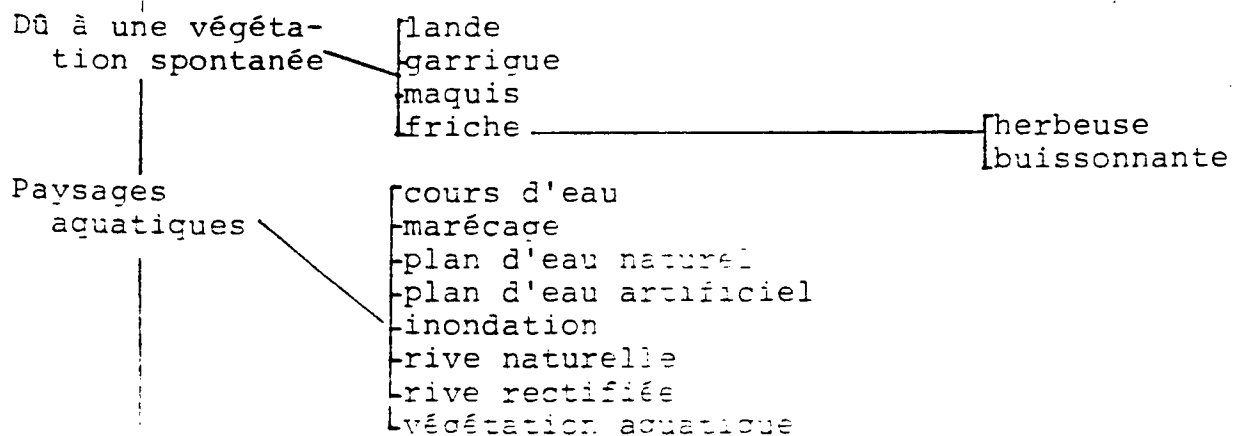 Dû à une végéta-
tion spontanée
lande
garrigue
maquis
friche
herbeuse
buissonnante
Paysages
aquatiques
cours d'eau
marécage
plan d'eau naturel
plan d'eau artificiel
inondation
rive naturelle
rive rectifiée
végétation aquatique